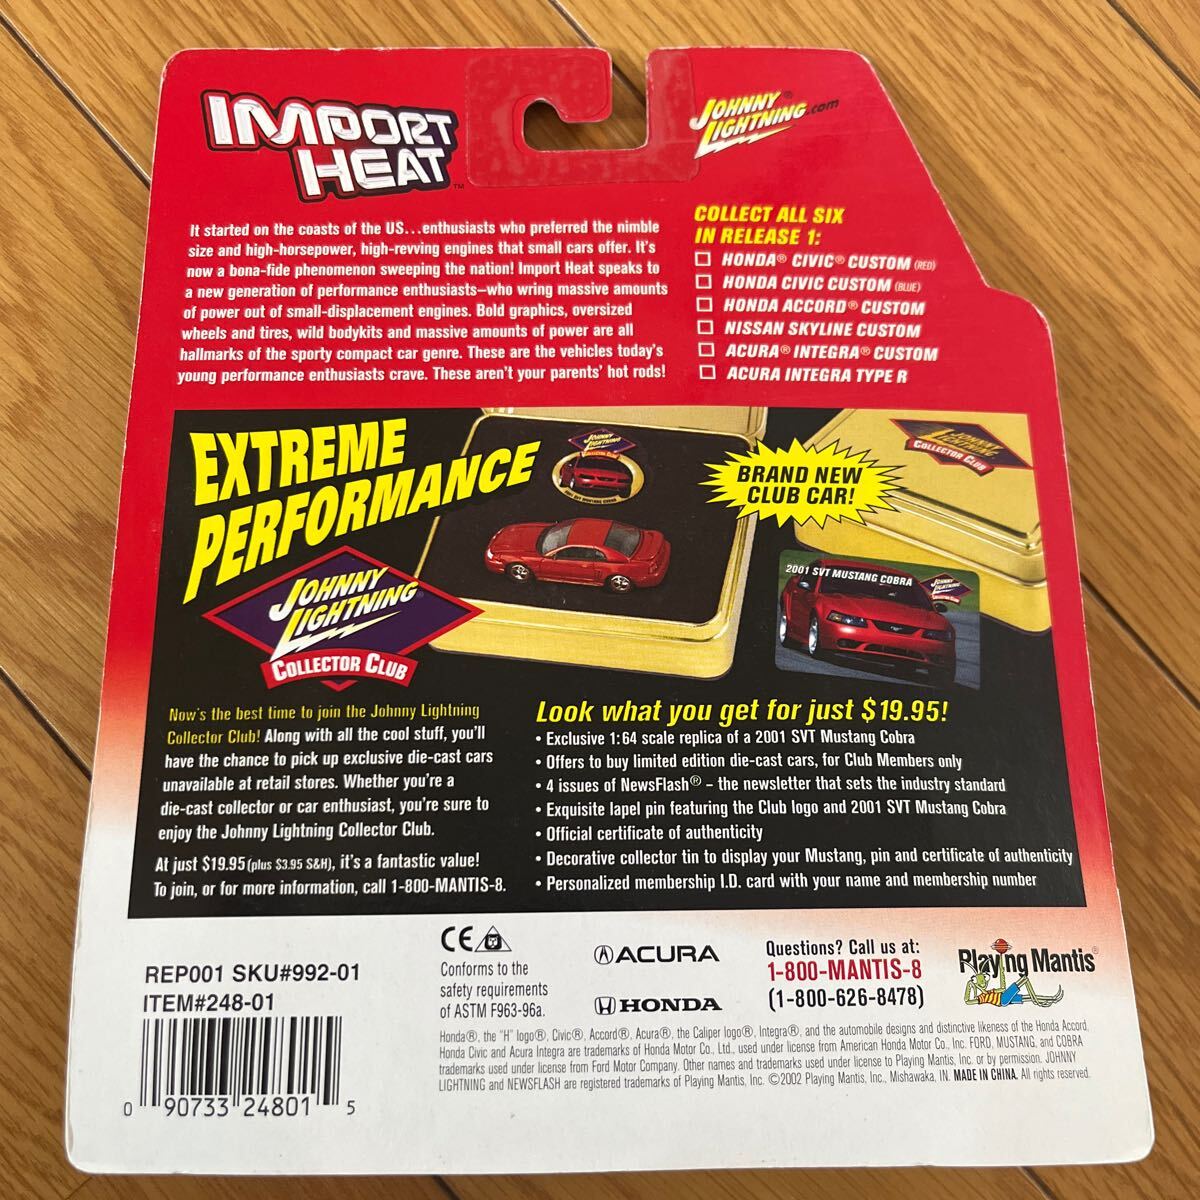 IMPORT
HEAT™
JOHNNY
LIGHTNING.com
It started on the coasts of the US...enthusiasts who preferred the nimble
size and high-horsepower, high-revving engines that small cars offer. It's
now a bona-fide phenomenon sweeping the nation! Import Heat speaks to
a new generation of performance enthusiasts–who wring massive amounts
of power out of small-displacement engines. Bold graphics, oversized
wheels and tires, wild bodykits and massive amounts of power are all
hallmarks of the sporty compact car genre. These are the vehicles today's
young performance enthusiasts crave. These aren't your parents' hot rods!
COLLECT ALL SIX
IN RELEASE 1:
HONDA® CIVIC® CUSTOM (RED)
HONDA CIVIC CUSTOM (BLUE)
HONDA ACCORD® CUSTOM
NISSAN SKYLINE CUSTOM
ACURA® INTEGRA® CUSTOM
ACURA INTEGRA TYPE R
EXTREME
PERFORMANCE
JOHNNY
LIGHTNING
COLLECTOR CLUB
2001 SVT MUSTANG COBRA
BRAND NEW
CLUB CAR!
JOHNNY
LIGHTNING
COLLECTOR CLUB
2001 SVT MUSTANG COBRA
JOHNNY
LIGHTNING
JOHNNY
LIGHTNING®
COLLECTOR CLUB
Now's the best time to join the Johnny Lightning
Collector Club! Along with all the cool stuff, you'll
have the chance to pick up exclusive die-cast cars
unavailable at retail stores. Whether you're a
die-cast collector or car enthusiast, you're sure to
enjoy the Johnny Lightning Collector Club.
At just $19.95 (plus $3.95 S&H), it's a fantastic value!
To join, or for more information, call 1-800-MANTIS-8.
Look what you get for just $19.95!
• Exclusive 1:64 scale replica of a 2001 SVT Mustang Cobra
• Offers to buy limited edition die-cast cars, for Club Members only
• 4 issues of NewsFlash® – the newsletter that sets the industry standard
• Exquisite lapel pin featuring the Club logo and 2001 SVT Mustang Cobra
• Official certificate of authenticity
• Decorative collector tin to display your Mustang, pin and certificate of authenticity
• Personalized membership I.D. card with your name and membership number
REP001 SKU#992-01
ITEM#248-01
0 90733 24801 5
CE
Conforms to the
safety requirements
of ASTM F963-96a.
ACURA
HONDA
Questions? Call us at:
1-800-MANTIS-8
(1-800-626-8478)
Playing Mantis®
Honda®, the "H" logo®, Civic®, Accord®, Acura®, the Caliper logo®, Integra®, and the automobile designs and distinctive likeness of the Honda Accord,
Honda Civic and Acura Integra are trademarks of Honda Motor Co., Ltd., used under license from American Honda Motor Co., Inc. FORD, MUSTANG, and COBRA
trademarks used under license from Ford Motor Company. Other names and trademarks used under license to Playing Mantis, Inc. or by permission. JOHNNY
LIGHTNING and NEWSFLASH are registered trademarks of Playing Mantis, Inc. ©2002 Playing Mantis, Inc., Mishawaka, IN. MADE IN CHINA. All rights reserved.